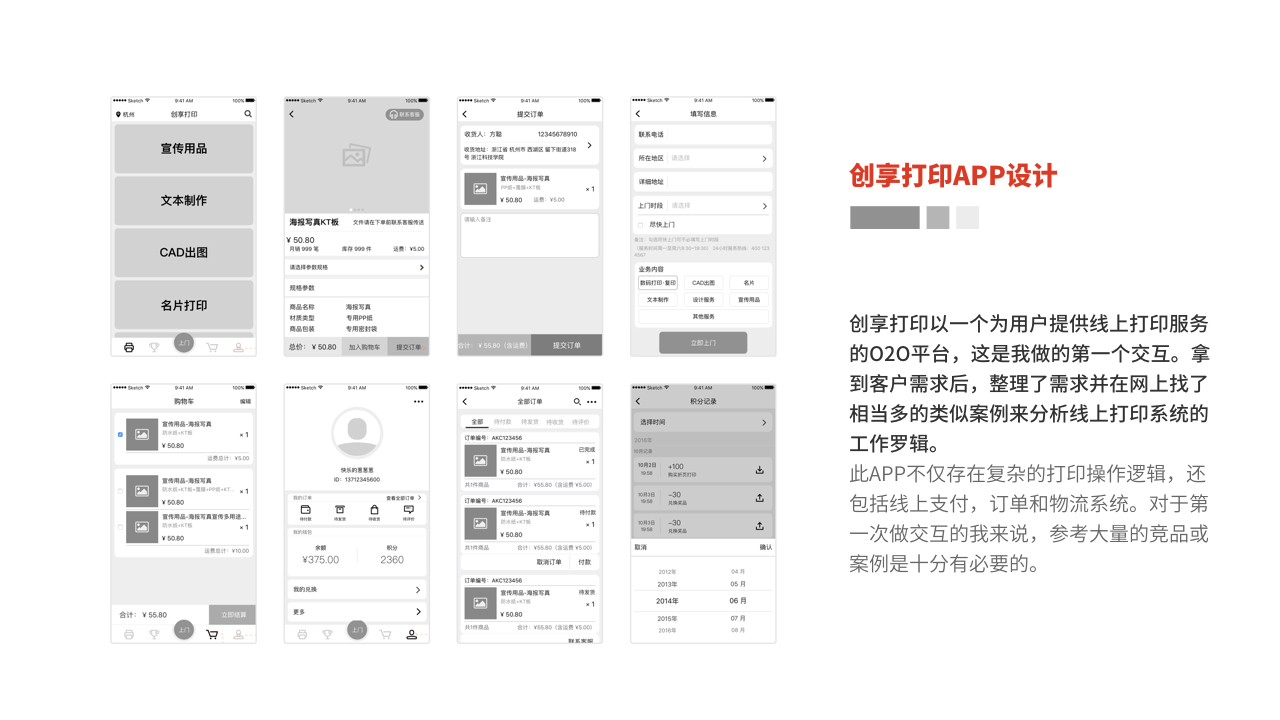 ●●●●● Sketch 9:41 AM 100%
杭州 创享打印
宣传用品
文本制作
CAD出图
名片打印
上门
●●●●● Sketch 9:41 AM 100%
联系客服
海报写真KT板 文件请在下单前联系客服传送
¥ 50.80
月销 999 笔 库存 999 件 运费：¥5.00
请选择参数规格
规格参数
商品名称 海报写真
材质类型 专用PP纸
商品包装 专用密封袋
总价：¥ 50.80 加入购物车 提交订单
●●●●● Sketch 9:41 AM 100%
提交订单
收货人：方聪 12345678910
收货地址：浙江省 杭州市 西湖区 留下街道318
号 浙江科技学院
宣传用品-海报写真
PP纸+覆膜+KT板
× 1
¥ 50.80 运费：¥5.00
请输入备注
合计：¥ 55.80（含运费） 提交订单
●●●●● Sketch 9:41 AM 100%
填写信息
联系电话
所在地区 请选择
详细地址
上门时段 请选择
尽快上门
备注：勾选尽快上门可不必填写上门时段
业务内容
数码打印·复印 CAD出图 名片
文本制作 设计服务 宣传用品
其他服务
立即上门
●●●●● Sketch 9:41 AM 100%
购物车 编辑
宣传用品-海报写真
防水纸+KT板
× 1
¥ 50.80
运费总计：¥5.00
宣传用品-海报写真
防水纸+KT板+覆膜+PP纸+KT...
× 1
¥ 50.80
宣传用品-海报写真宣传多用途...
防水纸+KT板
× 1
¥ 50.80
运费总计：¥10.00
合计：¥ 55.80 立即结算
上门
●●●●● Sketch 9:41 AM 100%
快乐的葱葱葱
ID：13712345600
我的订单 查看全部订单
待付款 待发货 待收货 待评价
我的钱包
余额 积分
¥375.00 2360
我的兑换
更多
上门
●●●●● Sketch 9:41 AM 100%
全部订单
全部 待付款 待发货 待收货 待评价
订单编号：AKC123456
宣传用品-海报写真 已完成
防水纸+KT板
× 1
¥ 50.80
共1件商品 合计：¥55.80（含运费 ¥5.00）
订单编号：AKC123456
宣传用品-海报写真 待付款
防水纸+KT板
× 1
¥ 50.80
共1件商品 合计：¥55.80（含运费 ¥5.00）
取消订单 付款
订单编号：AKC123456
宣传用品-海报写真 待发货
防水纸+KT板
× 1
¥ 50.80
共1件商品 合计：¥55.80（含运费 ¥5.00）
联系客服
●●●●● Sketch 9:41 AM 100%
积分记录
选择时间
2016年
10月记录
10月2日 +100
18:58 购买折页打印
10月3日 −30
18:58 兑换奖品
10月3日 −30
18:58 兑换奖品
取消 确认
2012年 04 月
2013年 05 月
2014年 06 月
2015年 07 月
2016年 08 月
创享打印APP设计
创享打印以一个为用户提供线上打印服务
的O2O平台，这是我做的第一个交互。拿
到客户需求后，整理了需求并在网上找了
相当多的类似案例来分析线上打印系统的
工作罗辑。
此APP不仅存在复杂的打印操作逻辑，还
包括线上支付，订单和物流系统。对于第
一次做交互的我来说，参考大量的竞品或
案例是十分有必要的。